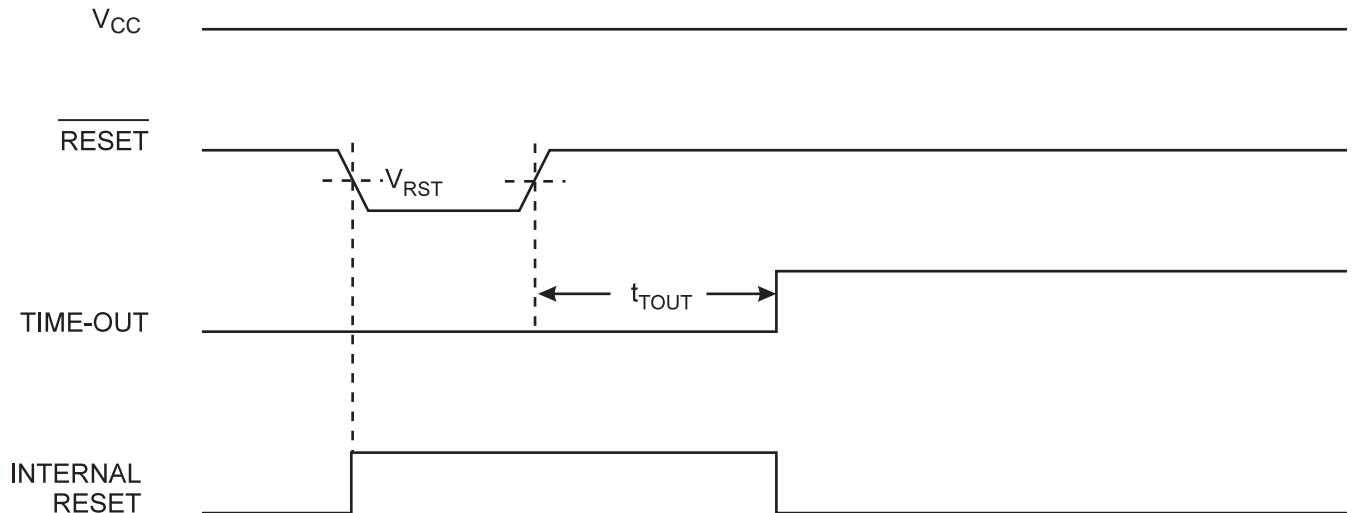 VCC
RESET
VRST
tTOUT
TIME-OUT
INTERNAL
RESET